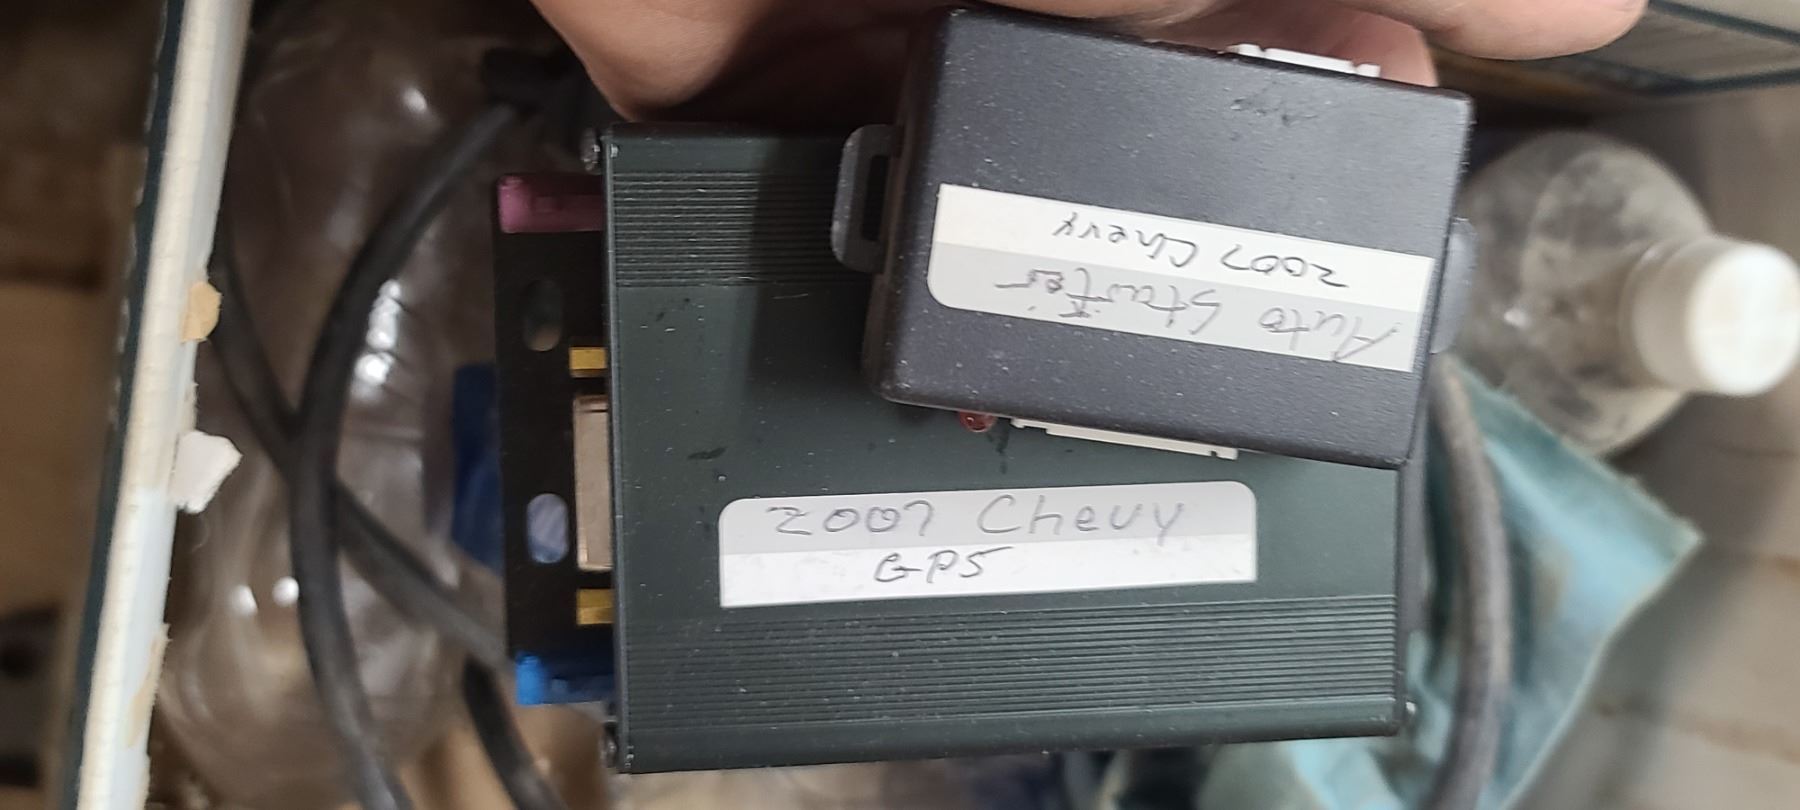 Auto Starter
2007 Chevy
2007 Chevy
GPS